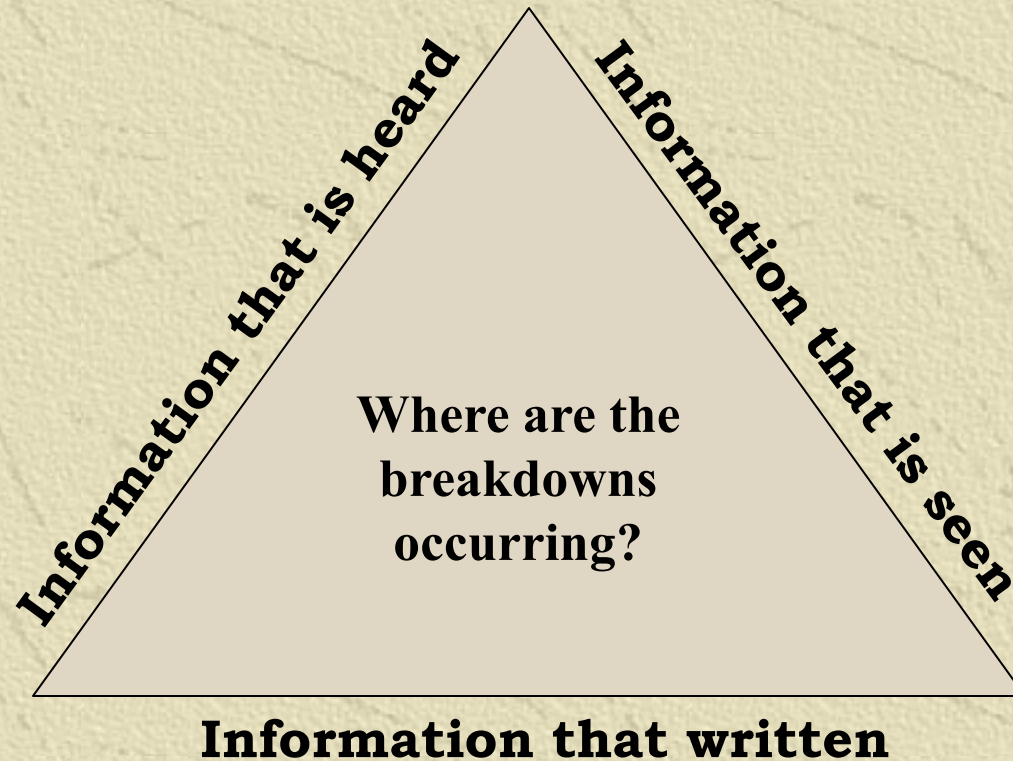 Information that is heard
Information that is seen
Where are the
breakdowns
occurring?
Information that written